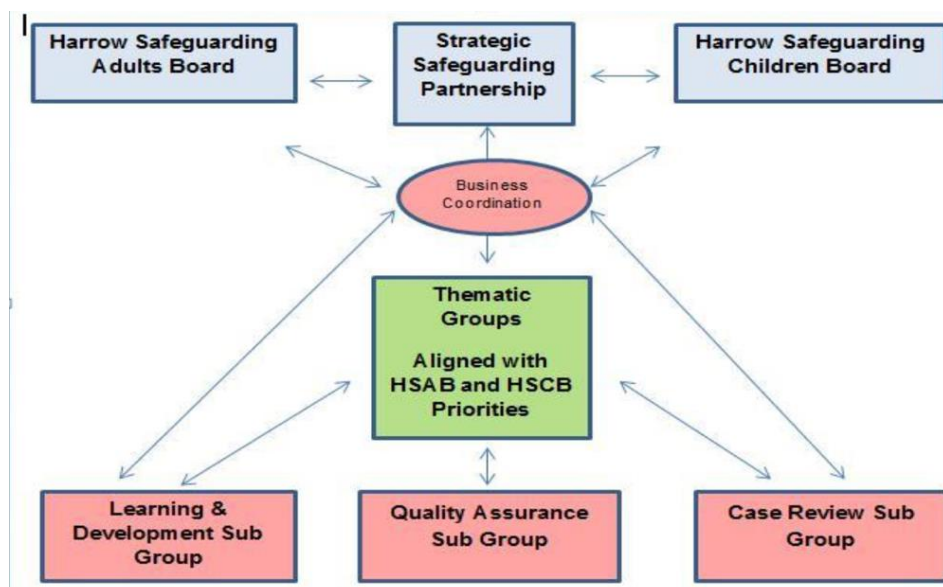 Harrow Safeguarding
Adults Board
Strategic
Safeguarding
Partnership
Harrow Safeguarding
Children Board
Business
Coordination
Thematic
Groups
Aligned with
HSAB and HSCB
Priorities
Learning &
Development Sub
Group
Quality Assurance
Sub Group
Case Review Sub
Group